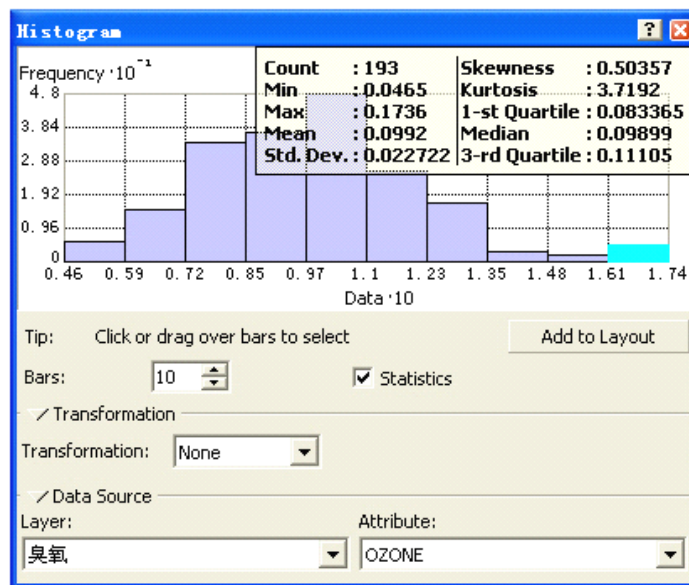 Histogram
Frequency ·10⁻¹
Count : 193 Skewness : 0.50357
Min : 0.0465 Kurtosis : 3.7192
Max : 0.1736 1-st Quartile : 0.083365
Mean : 0.0992 Median : 0.09899
Std. Dev. : 0.022722 3-rd Quartile : 0.11105
4.8
3.84
2.88
1.92
0.96
0
0.46 0.59 0.72 0.85 0.97 1.1 1.23 1.35 1.48 1.61 1.74
Data ·10
Tip: Click or drag over bars to select Add to Layout
Bars: 10 Statistics
Transformation
Transformation: None
Data Source
Layer: Attribute:
臭氧 OZONE